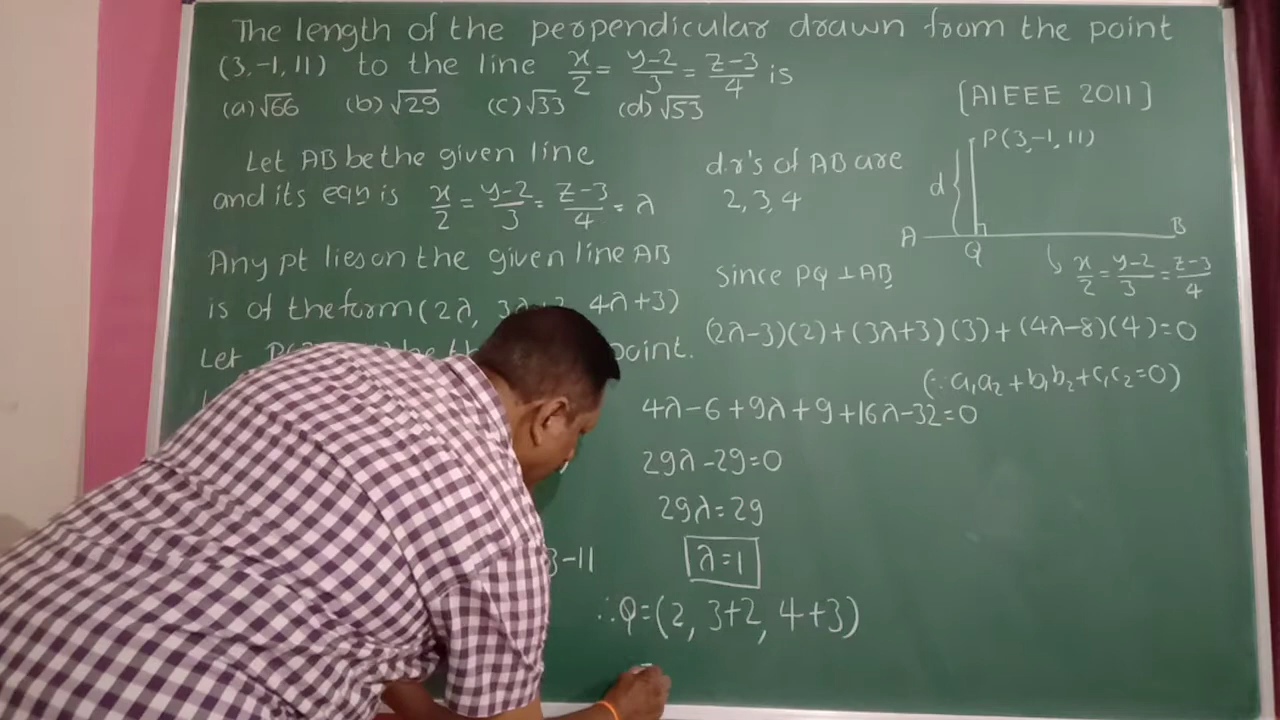 The length of the perpendicular drawn from the point
(3,-1,11) to the line x/2 = y-2/3 = z-3/4 is
(a)√66 (b)√29 (c)√33 (d)√53
[AIEEE 2011]
Let AB be the given line
and its eqn is x/2 = y-2/3 = z-3/4 = λ
Any pt lies on the given line AB
is of the form (2λ, 4λ+3)
Let be point.
3-11
d.r's of AB are
2, 3, 4
P(3,-1,11)
d
A Q B
x/2 = y-2/3 = z-3/4
Since PQ ⊥ AB
(2λ-3)(2)+(3λ+3)(3)+(4λ-8)(4)=0
(∵ a₁a₂+b₁b₂+c₁c₂=0)
4λ-6+9λ+9+16λ-32=0
29λ-29=0
29λ=29
λ=1
∴Q=(2, 3+2, 4+3)